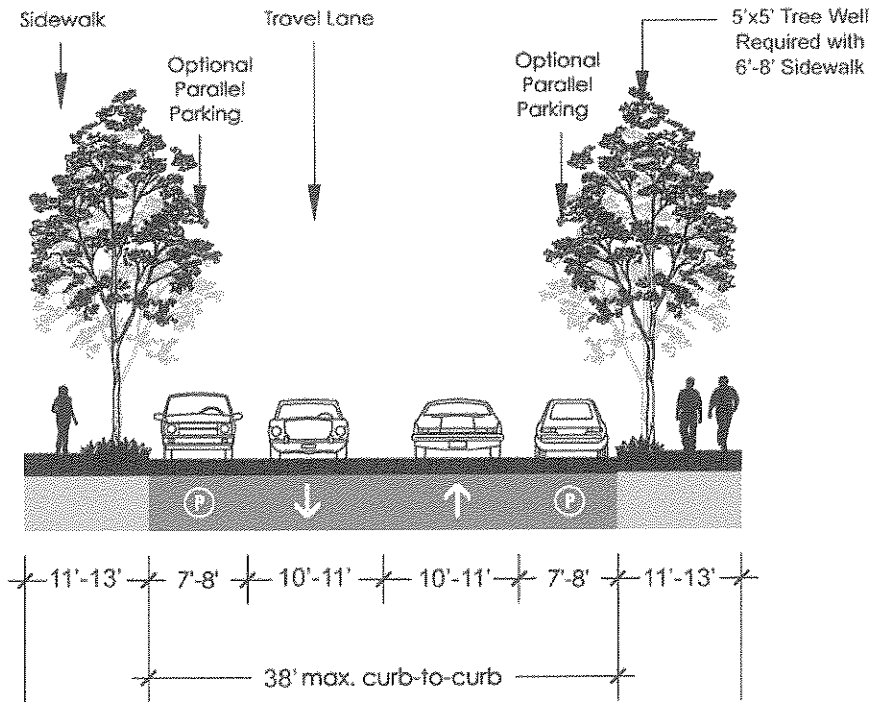 Sidewalk
Travel Lane
5'x5' Tree Well
Required with
6'-8' Sidewalk
Optional
Parallel
Parking
Optional
Parallel
Parking
P
P
11'-13'
7'-8'
10'-11'
10'-11'
7'-8'
11'-13'
38' max. curb-to-curb